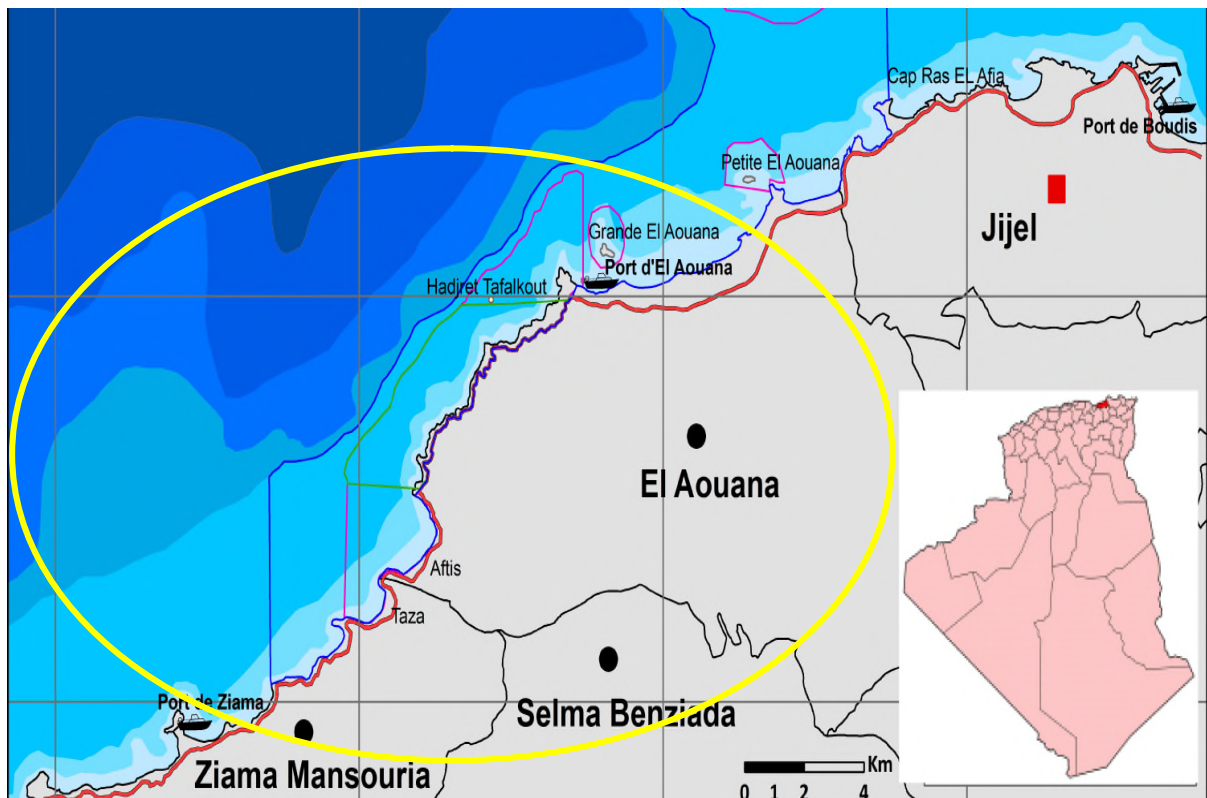 Cap Ras EL Afia
Port de Boudis
Petite El Aouana
Jijel
Grande El Aouana
Port d'El Aouana
Hadiret Tafalkout
El Aouana
Aftis
Taza
Port de Ziama
Selma Benziada
Ziama Mansouria
Km
0 1 2 4